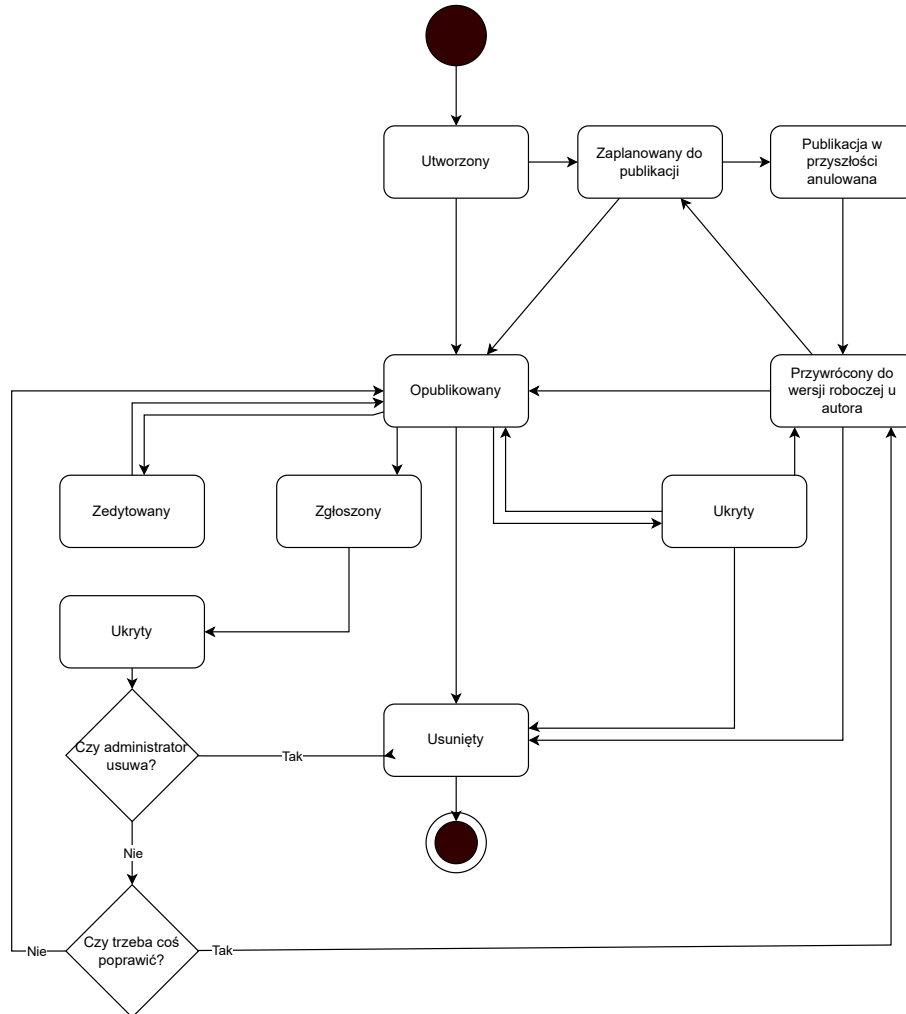 Utworzony
Zaplanowany do
publikacji
Publikacja w
przyszłości
anulowana
Opublikowany
Przywrócony do
wersji roboczej u
autora
Zedytowany
Zgłoszony
Ukryty
Ukryty
Usunięty
Czy administrator
usuwa?
Tak
Nie
Czy trzeba coś
poprawić?
Nie
Tak